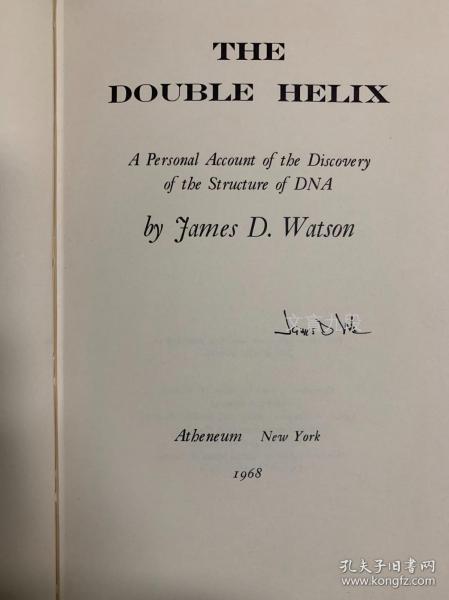 THE
DOUBLE HELIX
A Personal Account of the Discovery
of the Structure of DNA
by James D. Watson
James D. W
Atheneum New York
1968
孔夫子旧书网
www.kongfz.com